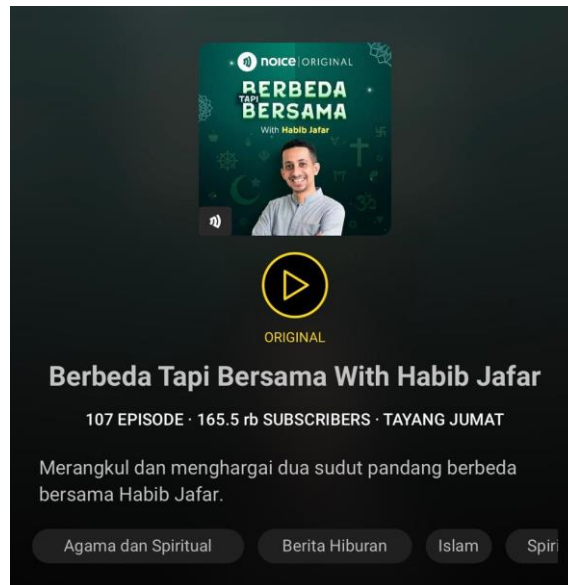 noice | ORIGINAL
BERBEDA
TAPI
BERSAMA
With Habib Jafar
ORIGINAL
Berbeda Tapi Bersama With Habib Jafar
107 EPISODE · 165.5 rb SUBSCRIBERS · TAYANG JUMAT
Merangkul dan menghargai dua sudut pandang berbeda
bersama Habib Jafar.
Agama dan Spiritual Berita Hiburan Islam Spiri